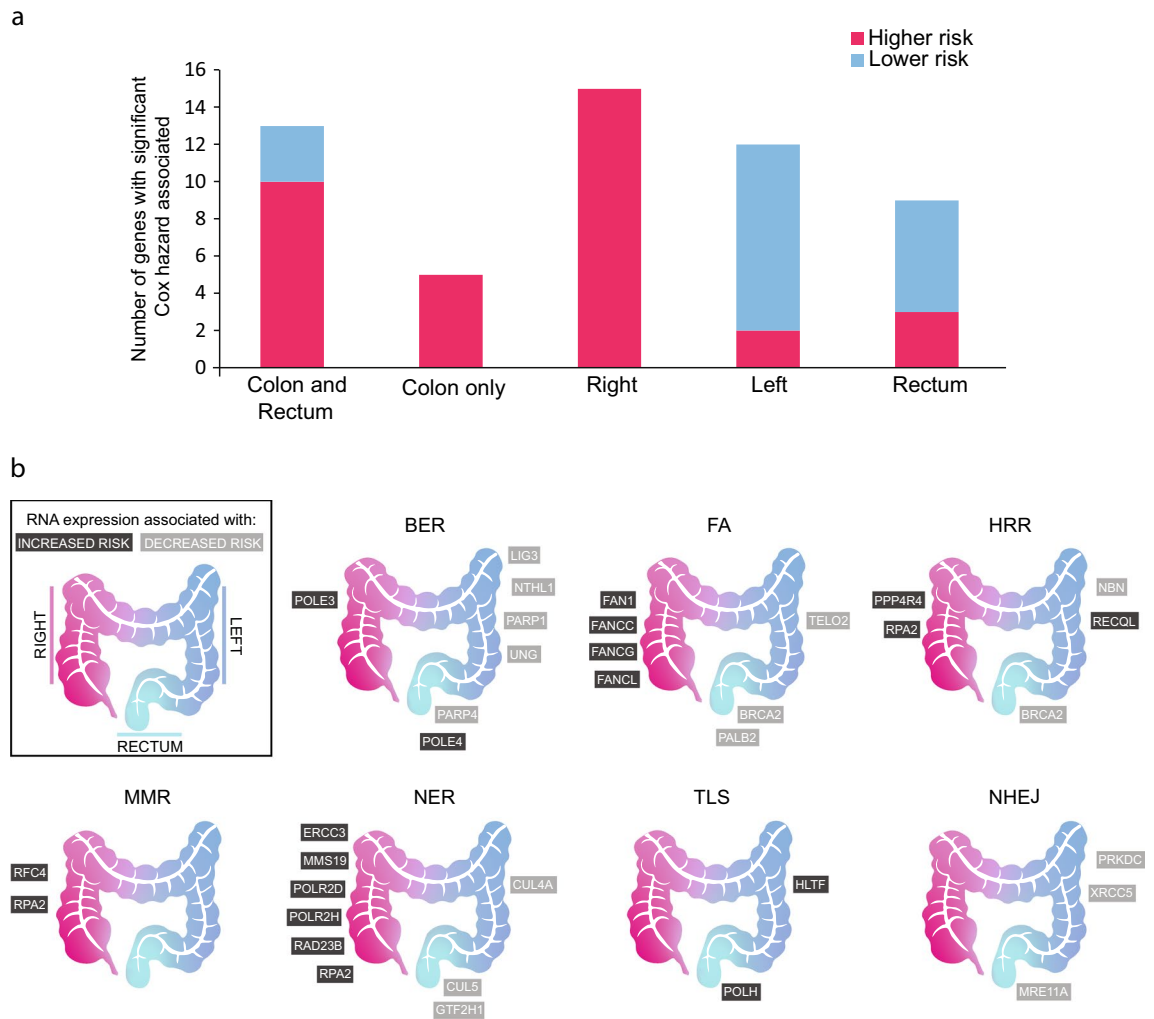 a
Higher risk
Lower risk
Number of genes with significant
Cox hazard associated
16
14
12
10
8
6
4
2
0
Colon and
Rectum
Colon only
Right
Left
Rectum
b
RNA expression associated with:
INCREASED RISK
DECREASED RISK
RIGHT
LEFT
RECTUM
BER
POLE3
LIG3
NTHL1
PARP1
UNG
PARP4
POLE4
FA
FAN1
FANCC
FANCG
FANCL
TELO2
BRCA2
PALB2
HRR
PPP4R4
RPA2
NBN
RECQL
BRCA2
MMR
RFC4
RPA2
NER
ERCC3
MMS19
POLR2D
POLR2H
RAD23B
RPA2
CUL4A
CUL5
GTF2H1
TLS
HLTF
POLH
NHEJ
PRKDC
XRCC5
MRE11A